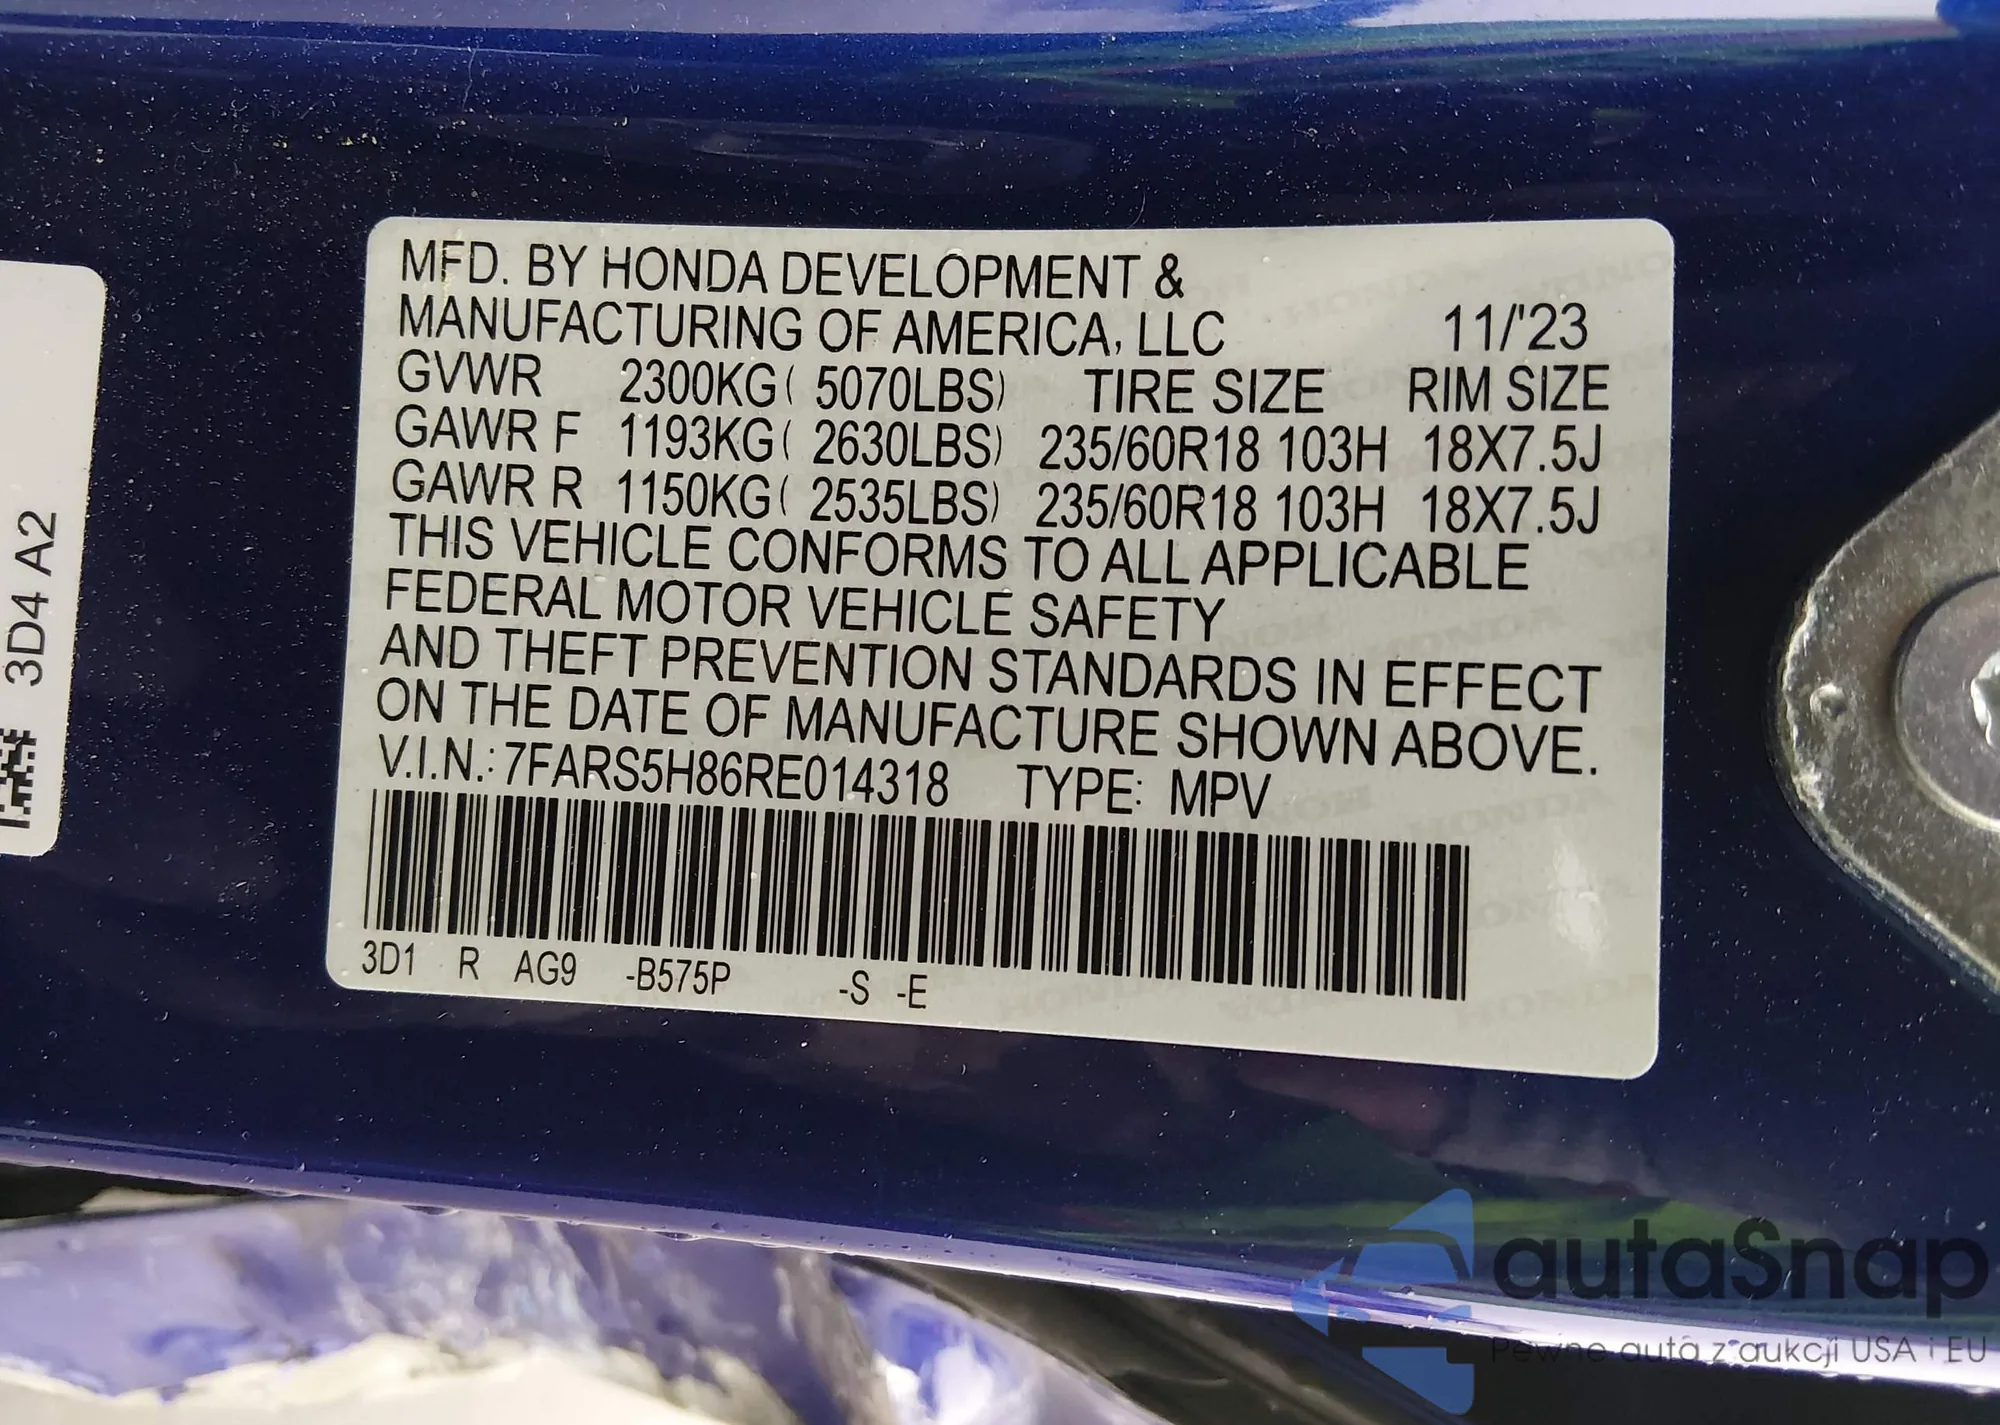 MFD. BY HONDA DEVELOPMENT &
MANUFACTURING OF AMERICA, LLC 11/'23
GVWR 2300KG( 5070LBS) TIRE SIZE RIM SIZE
GAWR F 1193KG( 2630LBS) 235/60R18 103H 18X7.5J
GAWR R 1150KG( 2535LBS) 235/60R18 103H 18X7.5J
THIS VEHICLE CONFORMS TO ALL APPLICABLE
FEDERAL MOTOR VEHICLE SAFETY
AND THEFT PREVENTION STANDARDS IN EFFECT
ON THE DATE OF MANUFACTURE SHOWN ABOVE.
V.I.N.: 7FARS5H86RE014318 TYPE: MPV
3D1 R AG9 -B575P -S -E
3D4 A2
autaSnap
Pewne auta z aukcji USA i EU